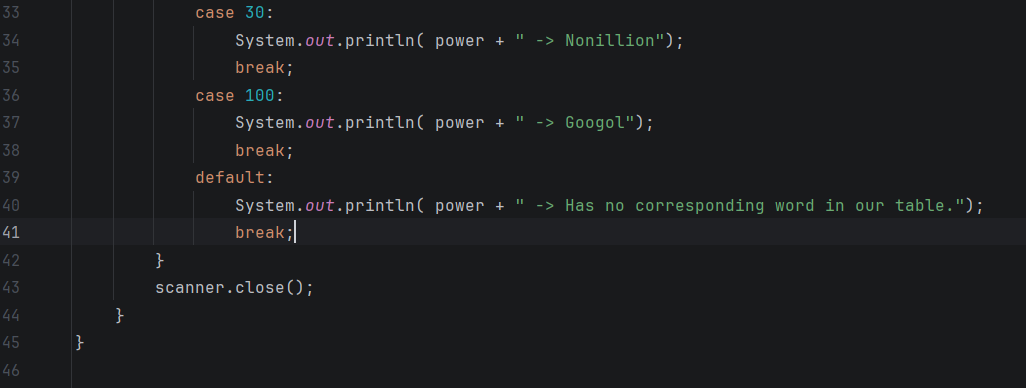 33 case 30:
34 System.out.println( power + " -> Nonillion");
35 break;
36 case 100:
37 System.out.println( power + " -> Googol");
38 break;
39 default:
40 System.out.println( power + " -> Has no corresponding word in our table.");
41 break;
42 }
43 scanner.close();
44 }
45 }
46